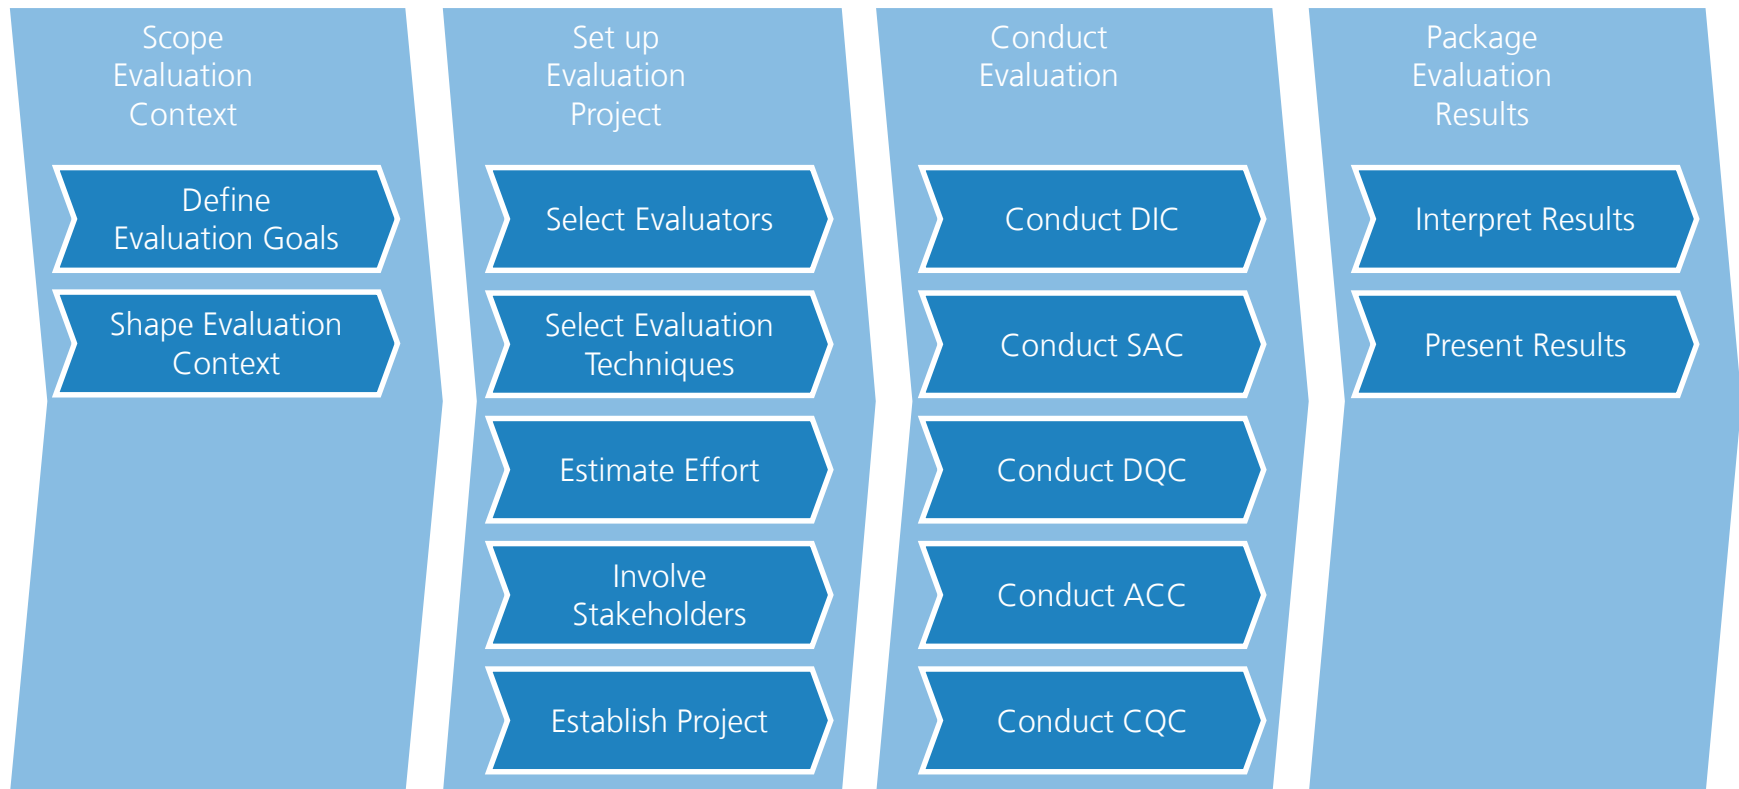 Scope
Evaluation
Context
Define
Evaluation Goals
Shape Evaluation
Context
Set up
Evaluation
Project
Select Evaluators
Select Evaluation
Techniques
Estimate Effort
Involve
Stakeholders
Establish Project
Conduct
Evaluation
Conduct DIC
Conduct SAC
Conduct DQC
Conduct ACC
Conduct CQC
Package
Evaluation
Results
Interpret Results
Present Results